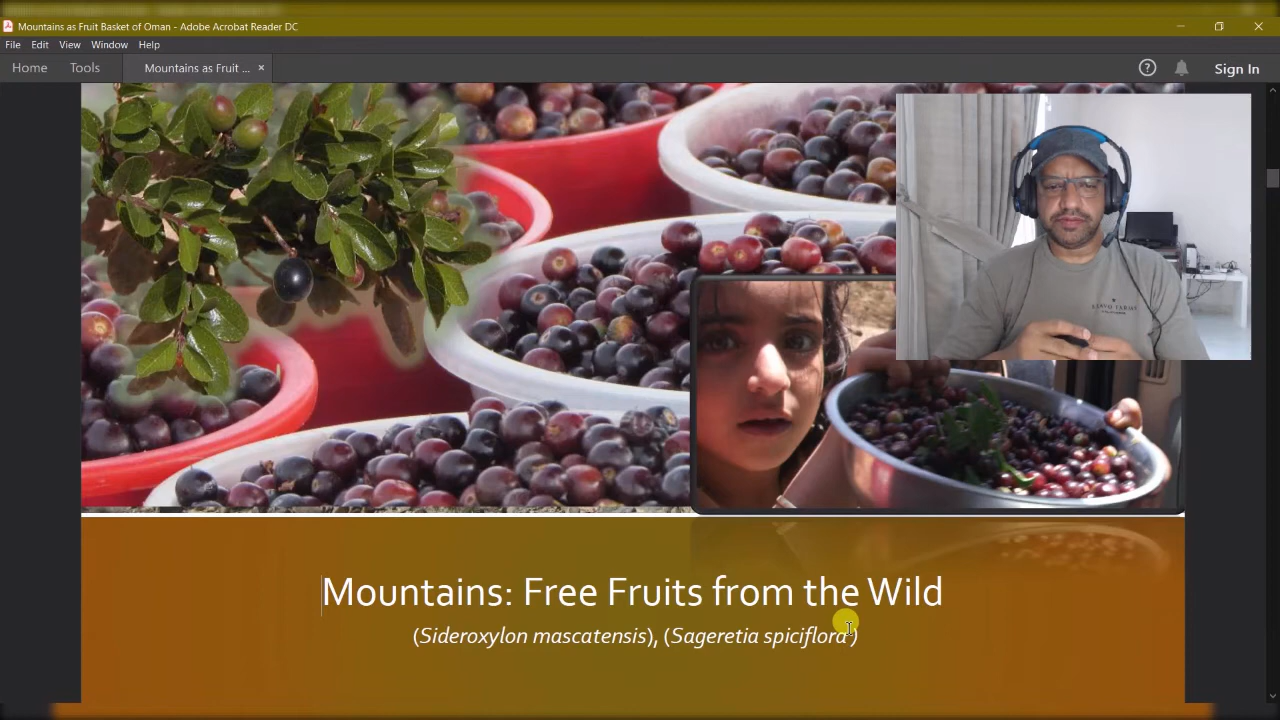 Mountains as Fruit Basket of Oman - Adobe Acrobat Reader DC
File Edit View Window Help
Home Tools Mountains as Fruit ... × Sign In
Mountains: Free Fruits from the Wild
(Sideroxylon mascatensis), (Sageretia spiciflora )